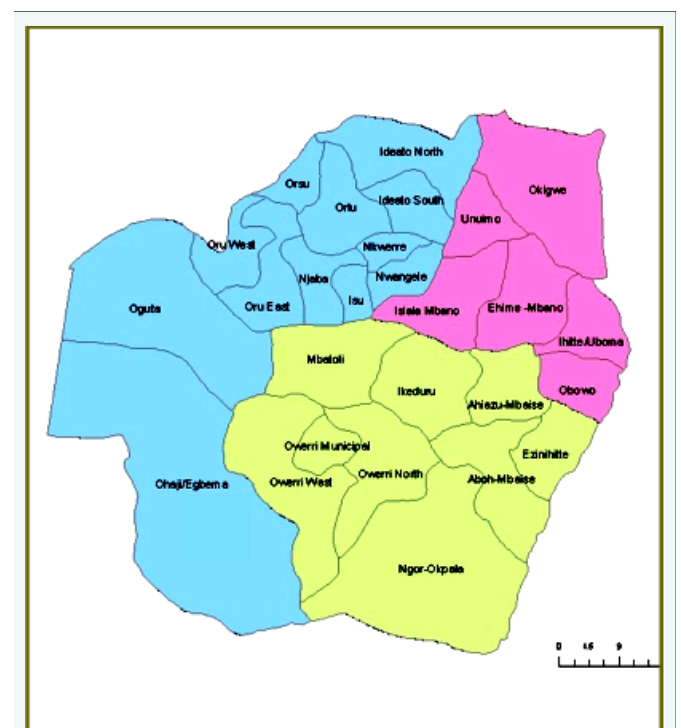 Ideato North
Orsu
Okigwe
Ideato South
Orlu
Unuimo
Oru West
Nkwerre
Nwangele
Njaba
Isu
Oru East
Oguta
Isiala Mbano
Ehime -Mbano
Ihitte/Uboma
Mbatoli
Ikeduru
Obowo
Ahiazu-Mbaise
Owerri Municipal
Ezinihitte
Owerri North
Owerri West
Aboh-Mbaise
Ohaji/Egbema
Ngor-Okpala
0 4.5 9